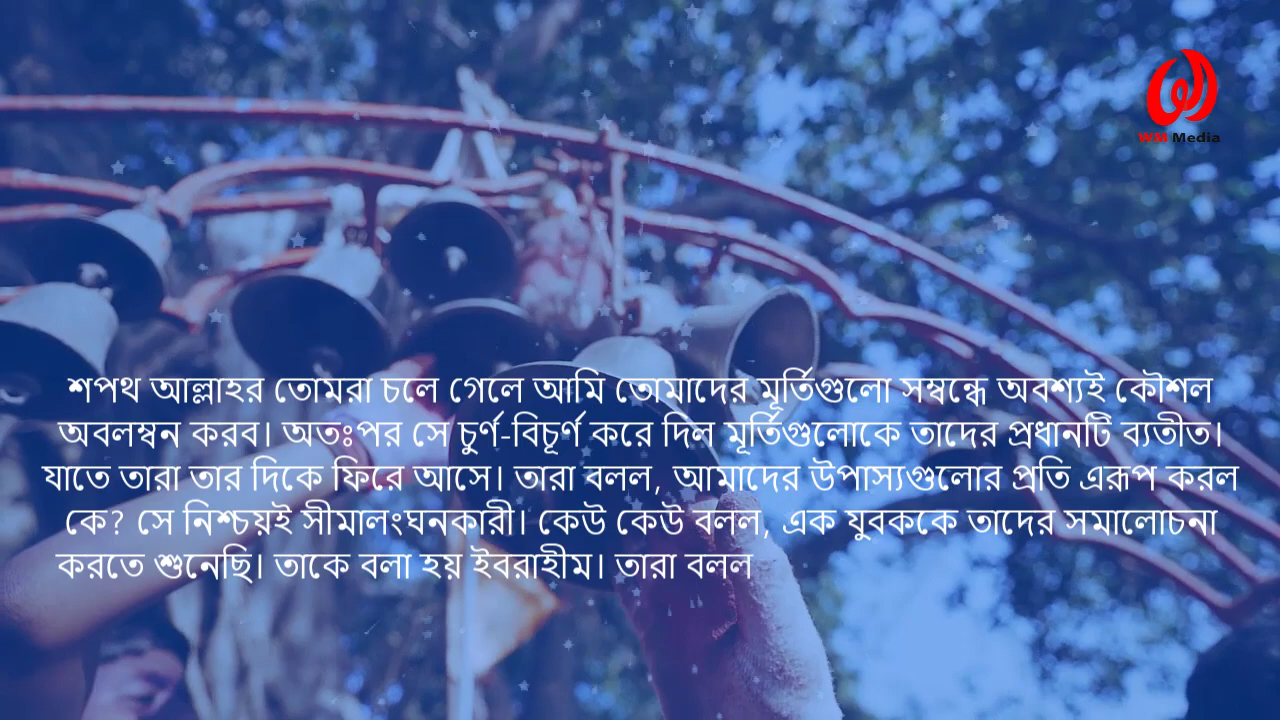 WM Media
শপথ আল্লাহর তোমরা চলে গেলে আমি তোমাদের মূর্তিগুলো সম্বন্ধে অবশ্যই কৌশল
অবলম্বন করব। অতঃপর সে চুর্ণ-বিচূর্ণ করে দিল মূর্তিগুলোকে তাদের প্রধানটি ব্যতীত।
যাতে তারা তার দিকে ফিরে আসে। তারা বলল, আমাদের উপাস্যগুলোর প্রতি এরূপ করল
কে? সে নিশ্চয়ই সীমালংঘনকারী। কেউ কেউ বলল, এক যুবককে তাদের সমালোচনা
করতে শুনেছি। তাকে বলা হয় ইবরাহীম। তারা বলল